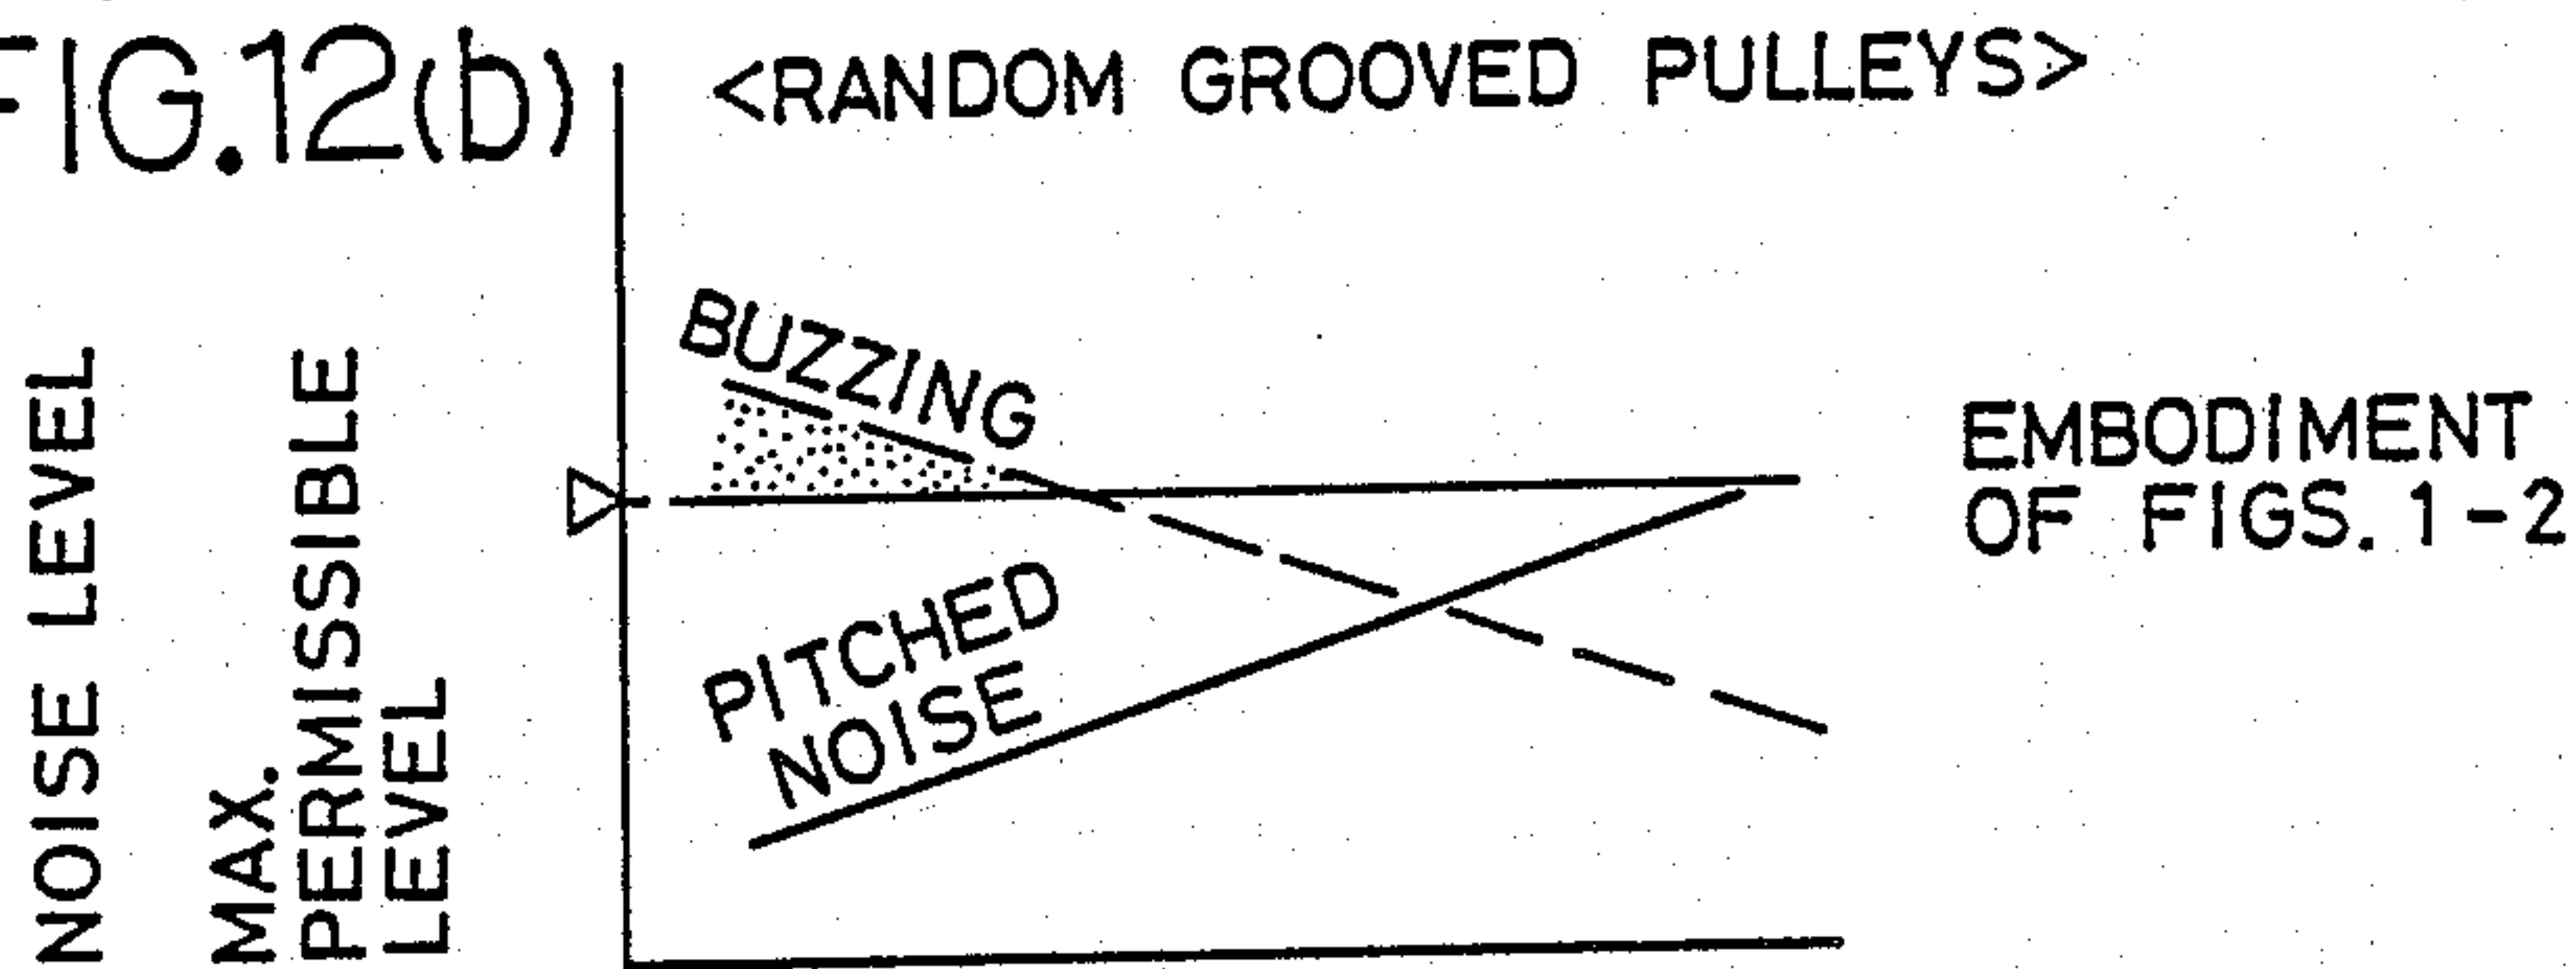 FIG.12(b)
<RANDOM GROOVED PULLEYS>
NOISE LEVEL
MAX.
PERMISSIBLE
LEVEL
BUZZING
PITCHED
NOISE
EMBODIMENT
OF FIGS. 1-2